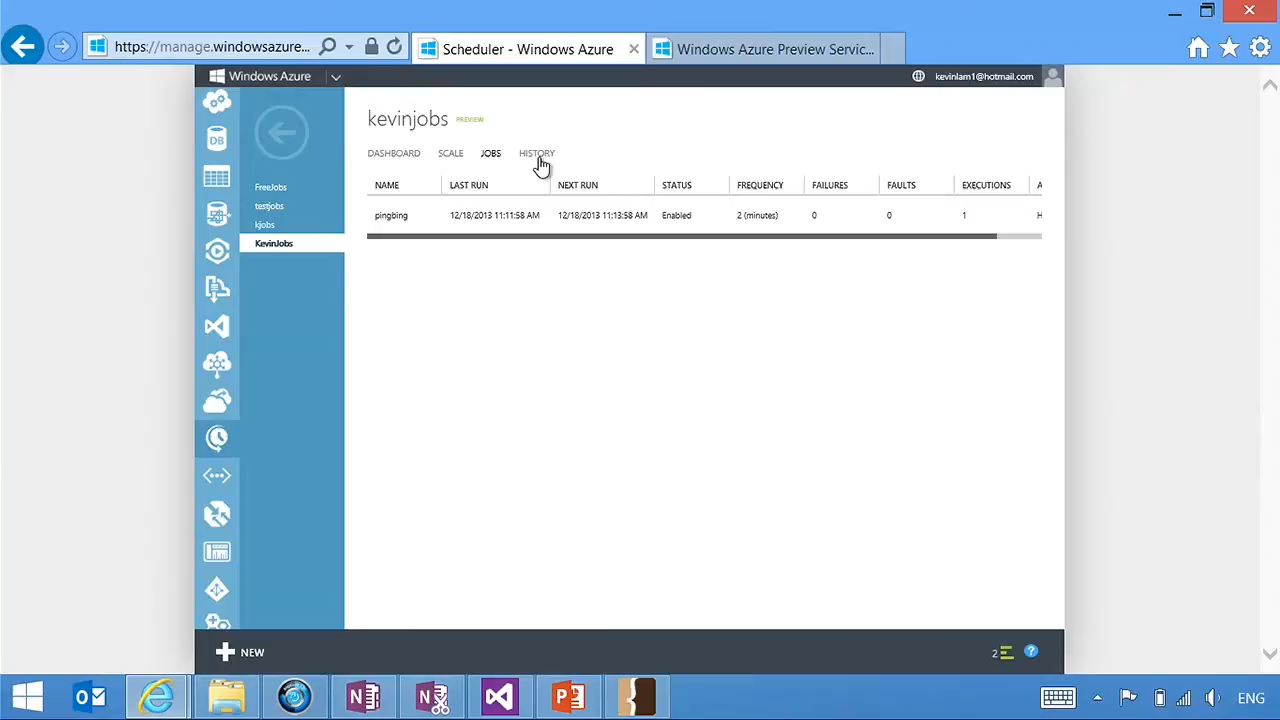 https://manage.windowsazure...
Scheduler - Windows Azure
Windows Azure Preview Servic...
Windows Azure
kevinlam1@hotmail.com
DB
FreeJobs
testjobs
kjobs
KevinJobs
kevinjobs PREVIEW
DASHBOARD SCALE JOBS HISTORY
NAME LAST RUN NEXT RUN STATUS FREQUENCY FAILURES FAULTS EXECUTIONS A
pingbing 12/18/2013 11:11:58 AM 12/18/2013 11:13:58 AM Enabled 2 (minutes) 0 0 1 H
NEW
2
?
ENG